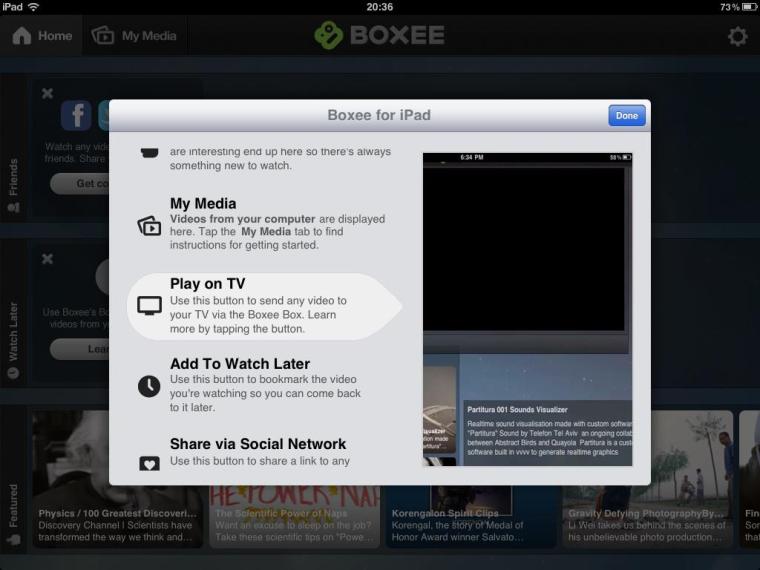 iPad
20:36
73%
Home
My Media
BOXEE
Boxee for iPad
Done
are interesting end up here so there's always
something new to watch.
My Media
Videos from your computer are displayed
here. Tap the My Media tab to find
instructions for getting started.
Play on TV
Use this button to send any video to
your TV via the Boxee Box. Learn
more by tapping the button.
Add To Watch Later
Use this button to bookmark the video
you're watching so you can come back
to it later.
Share via Social Network
Use this button to share a link to any
6:34 PM
58%
Partitura 001 Sounds Visualizer
Realtime sound visualisation made with custom softwar
"Partitura" Sound by Telefon Tel Aviv an ongoing collab
between Abstract Birds and Quayola Partitura is a custo
software built in vvvv to generate realtime graphics
Friends
Watch any vide
friends. Share
Get co
Watch Later
Use Boxee's Bo
videos from y
Lear
Featured
Physics / 100 Greatest Discoveri...
Discovery Channel I Scientists have
transformed the way we think and...
THE POWER NAP
The Scientific Power of Naps
Want an excuse to sleep on the job?
Take these scientific tips on "Powe...
Korengalon Spirit Clips
Korengal, the story of Medal of
Honor Award winner Salvato...
Gravity Defying PhotographyBy...
Li Wei takes us behind the scenes of
his unbelievable photo production...
Fin
Son
that